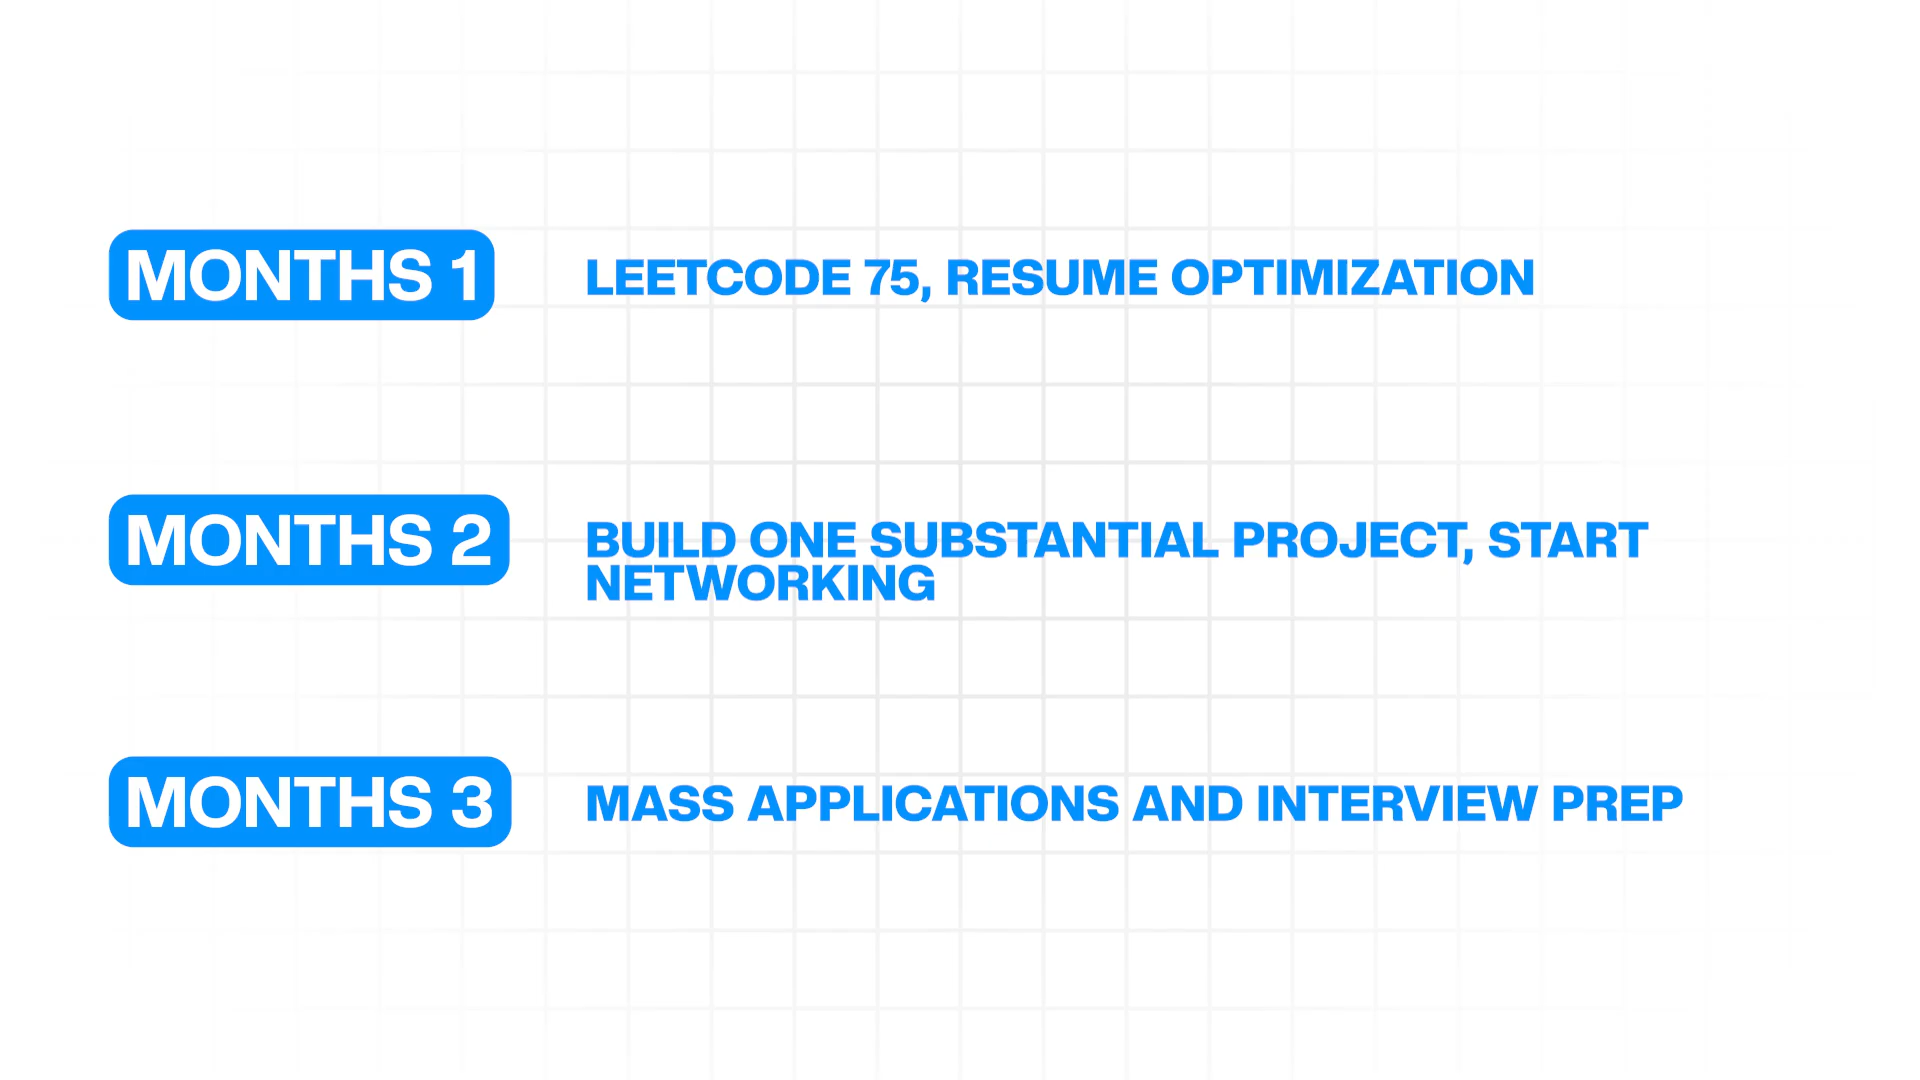 MONTHS 1
LEETCODE 75, RESUME OPTIMIZATION
MONTHS 2
BUILD ONE SUBSTANTIAL PROJECT, START
NETWORKING
MONTHS 3
MASS APPLICATIONS AND INTERVIEW PREP